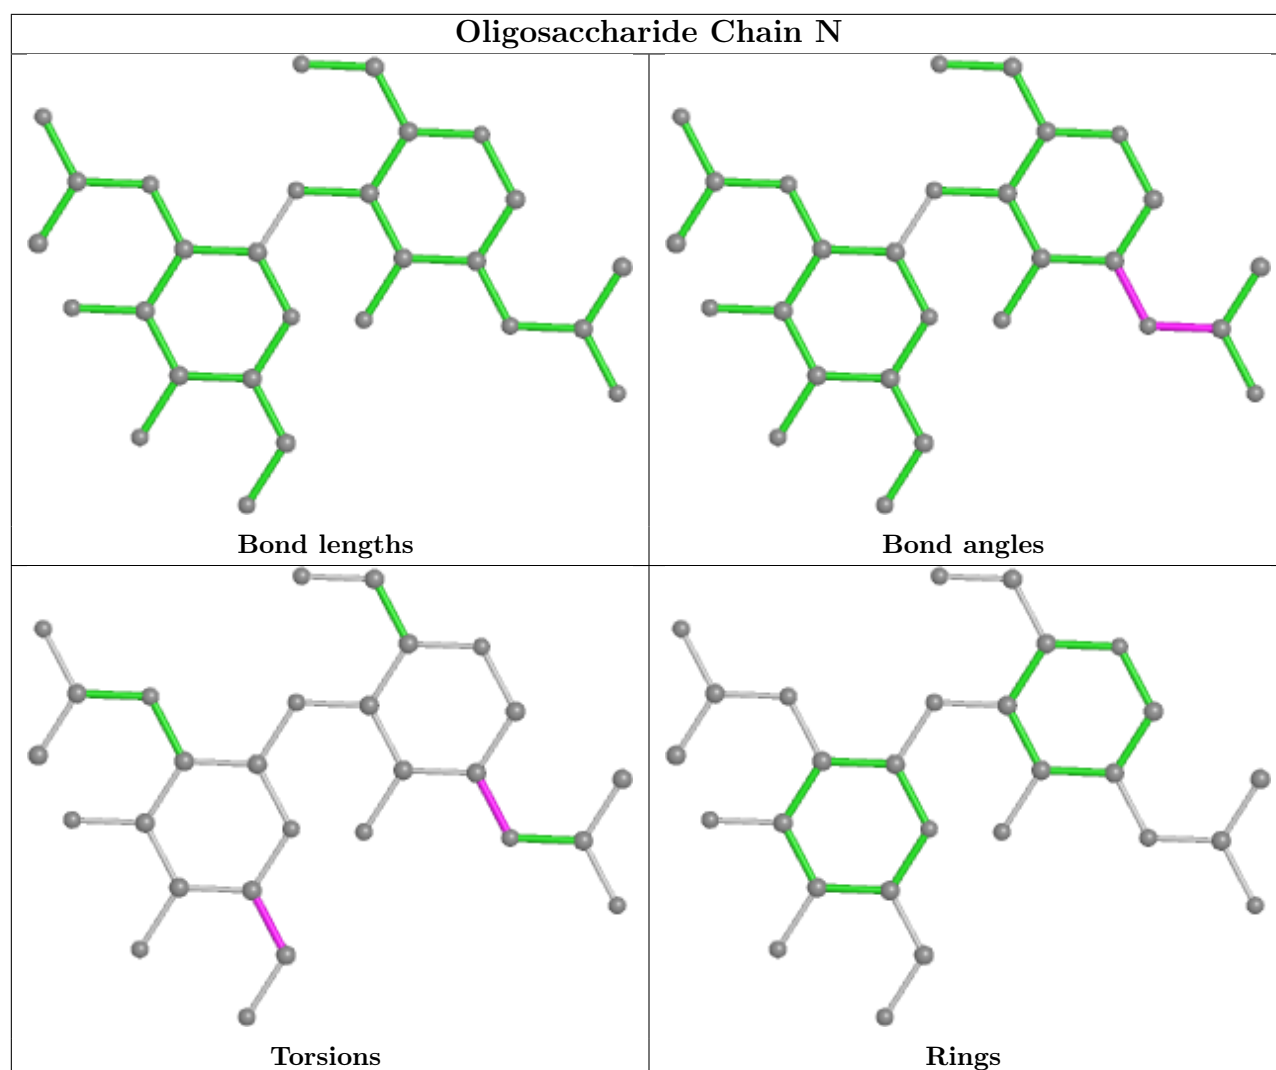 Oligosaccharide Chain N
Bond lengths
Bond angles
Torsions
Rings